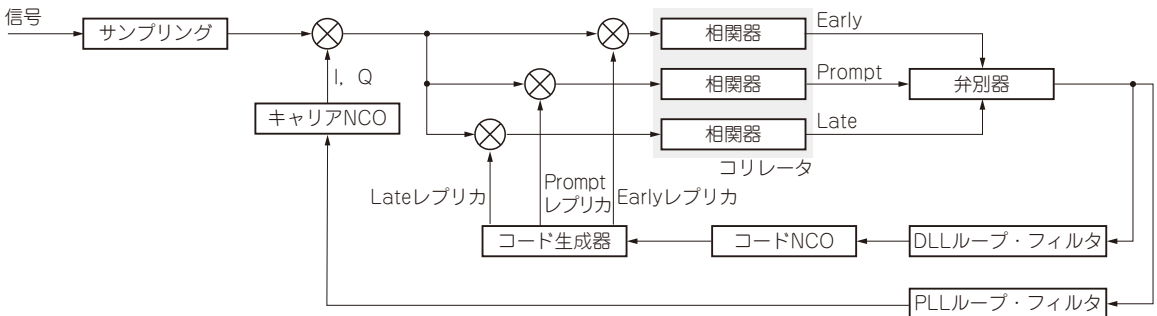 信号
サンプリング
I, Q
キャリアNCO
相関器
Early
相関器
Prompt
相関器
Late
コリレータ
弁別器
Lateレプリカ
Prompt
レプリカ
Earlyレプリカ
コード生成器
コードNCO
DLLループ・フィルタ
PLLループ・フィルタ